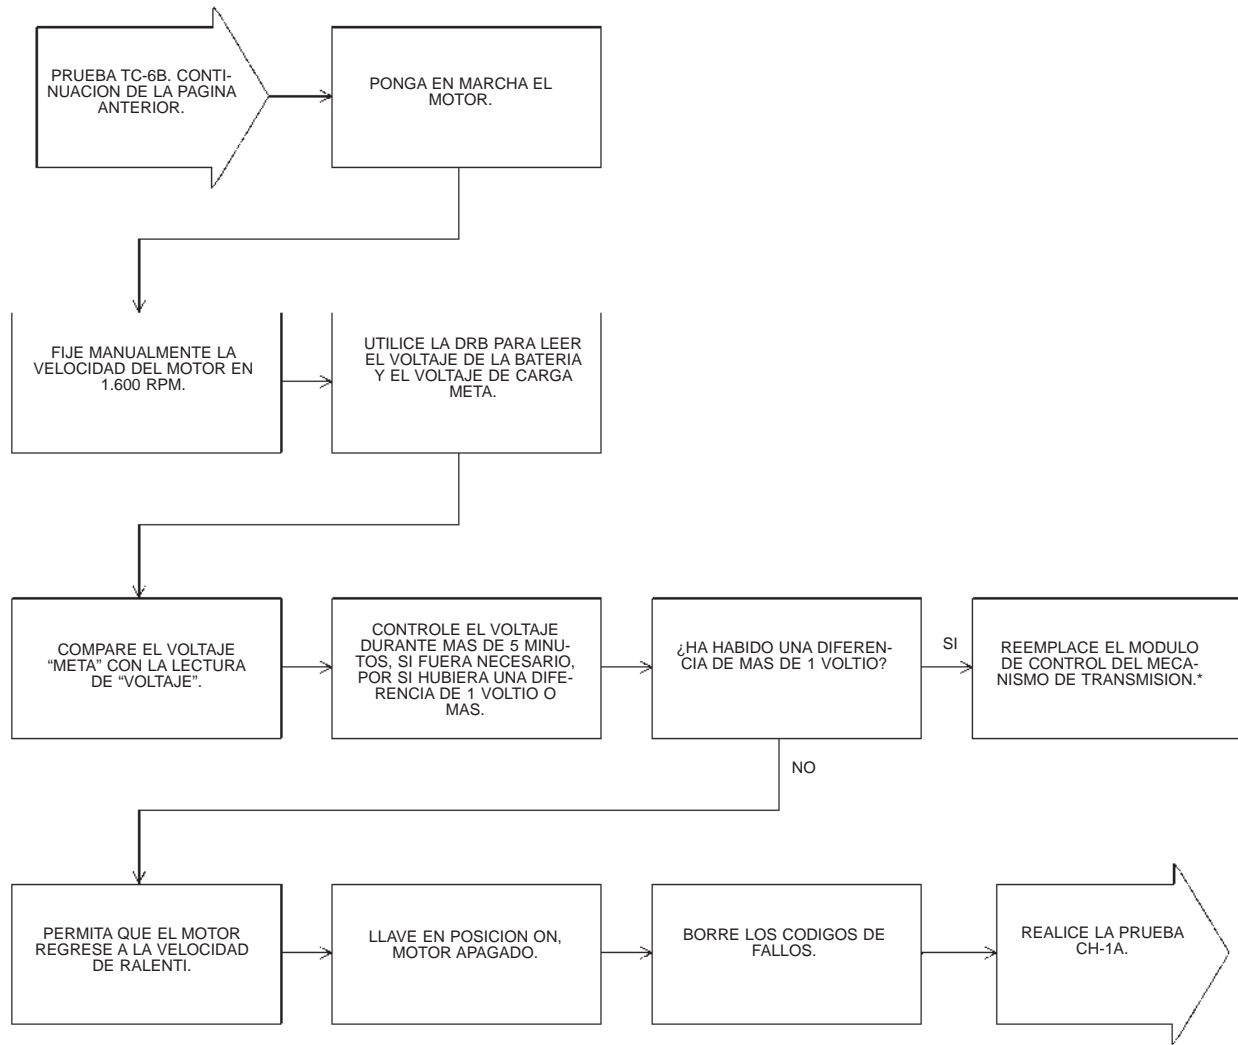 PRUEBA TC-6B. CONTI-
NUACION DE LA PAGINA
ANTERIOR.
PONGA EN MARCHA EL
MOTOR.
FIJE MANUALMENTE LA
VELOCIDAD DEL MOTOR EN
1.600 RPM.
UTILICE LA DRB PARA LEER
EL VOLTAJE DE LA BATERIA
Y EL VOLTAJE DE CARGA
META.
COMPARE EL VOLTAJE
“META” CON LA LECTURA
DE “VOLTAJE”.
CONTROLE EL VOLTAJE
DURANTE MAS DE 5 MINU-
TOS, SI FUERA NECESARIO,
POR SI HUBIERA UNA DIFE-
RENCIA DE 1 VOLTIO O
MAS.
¿HA HABIDO UNA DIFEREN-
CIA DE MAS DE 1 VOLTIO?
SI
REEMPLACE EL MODULO
DE CONTROL DEL MECA-
NISMO DE TRANSMISION.*
NO
PERMITA QUE EL MOTOR
REGRESE A LA VELOCIDAD
DE RALENTI.
LLAVE EN POSICION ON,
MOTOR APAGADO.
BORRE LOS CODIGOS DE
FALLOS.
REALICE LA PRUEBA
CH-1A.